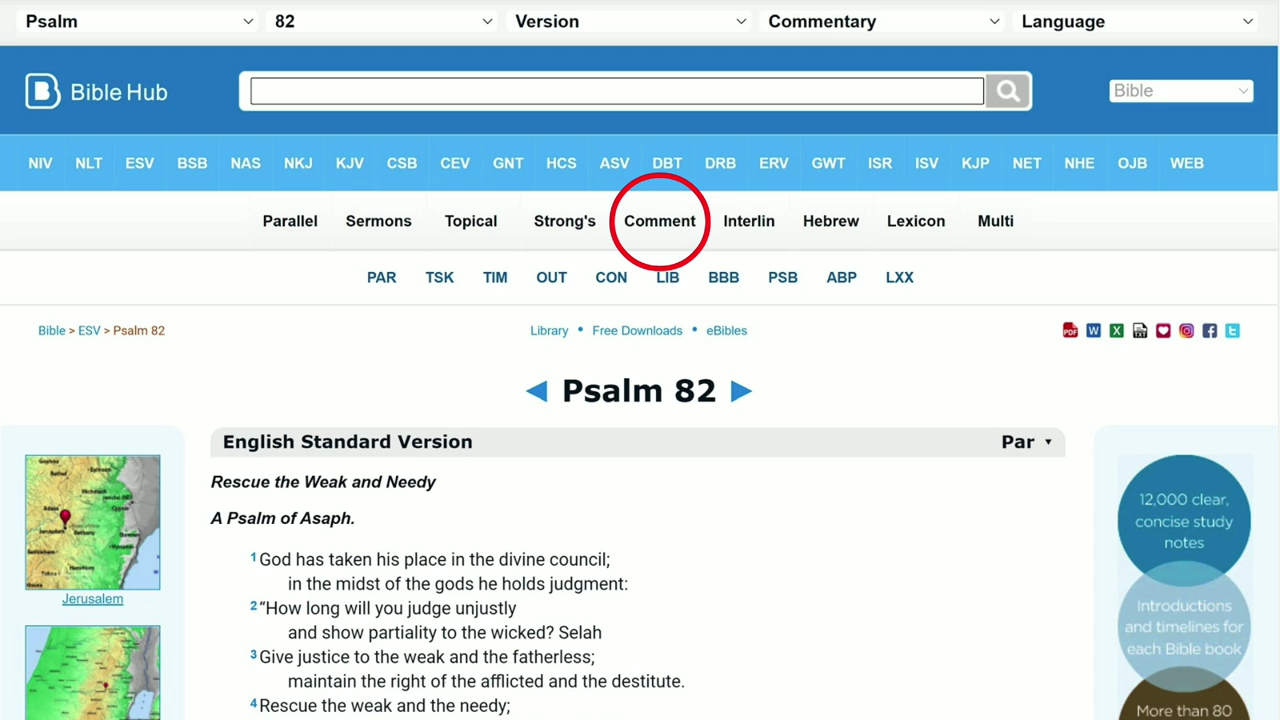 Psalm 82 Version Commentary Language
Bible Hub Bible
NIV NLT ESV BSB NAS NKJ KJV CSB CEV GNT HCS ASV DBT DRB ERV GWT ISR ISV KJP NET NHE OJB WEB
Parallel Sermons Topical Strong's Comment Interlin Hebrew Lexicon Multi
PAR TSK TIM OUT CON LIB BBB PSB ABP LXX
Bible > ESV > Psalm 82 Library • Free Downloads • eBibles
Psalm 82
English Standard Version Par
Rescue the Weak and Needy
A Psalm of Asaph.
1 God has taken his place in the divine council;
in the midst of the gods he holds judgment:
2 “How long will you judge unjustly
and show partiality to the wicked? Selah
3 Give justice to the weak and the fatherless;
maintain the right of the afflicted and the destitute.
4 Rescue the weak and the needy;
Jerusalem
12,000 clear,
concise study
notes
Introductions
and timelines for
each Bible book
More than 80